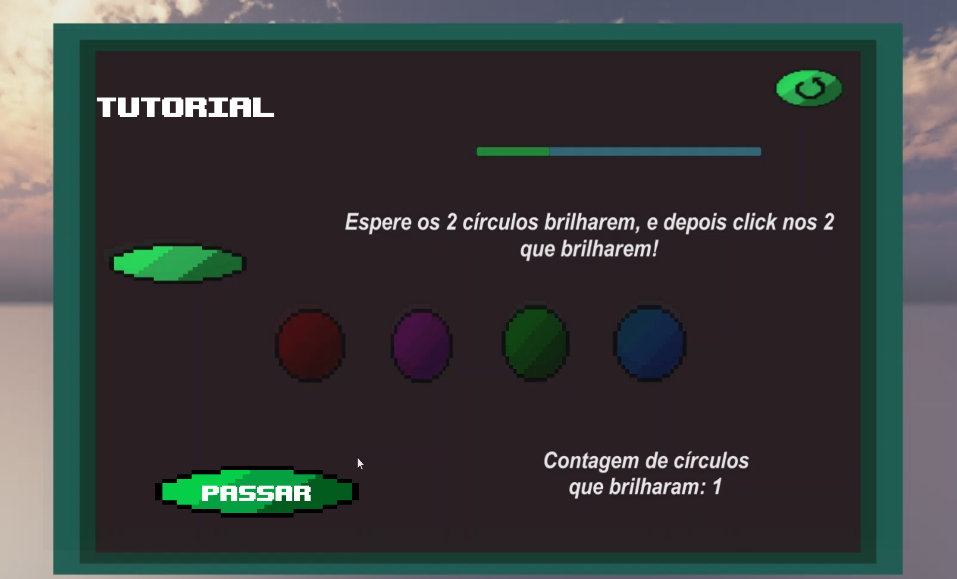 TUTORIAL
Espere os 2 círculos brilharem, e depois click nos 2
que brilharem!
Contagem de círculos
que brilharam: 1
PASSAR